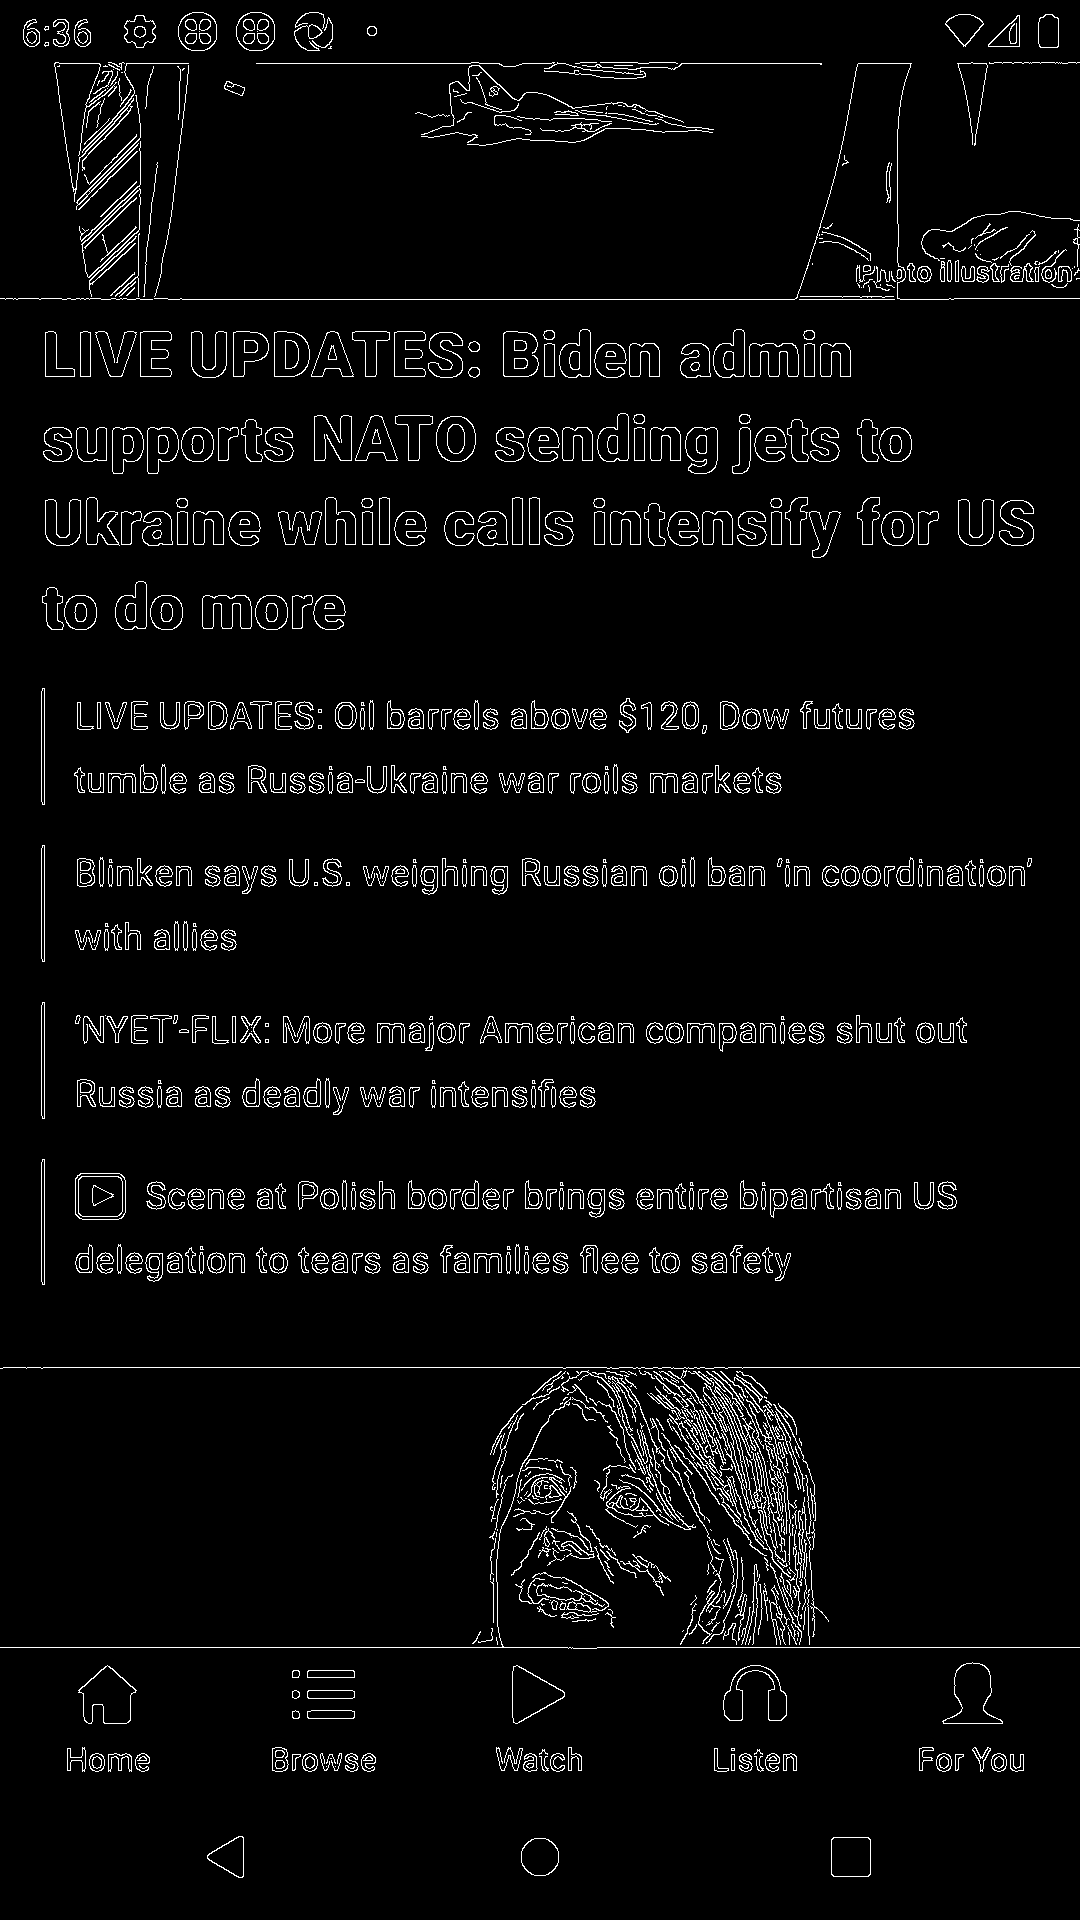 6:36
Photo illustration
LIVE UPDATES: Biden admin
supports NATO sending jets to
Ukraine while calls intensify for US
to do more
LIVE UPDATES: Oil barrels above $120, Dow futures
tumble as Russia-Ukraine war roils markets
Blinken says U.S. weighing Russian oil ban ‘in coordination’
with allies
‘NYET’-FLIX: More major American companies shut out
Russia as deadly war intensifies
Scene at Polish border brings entire bipartisan US
delegation to tears as families flee to safety
Home Browse Watch Listen For You